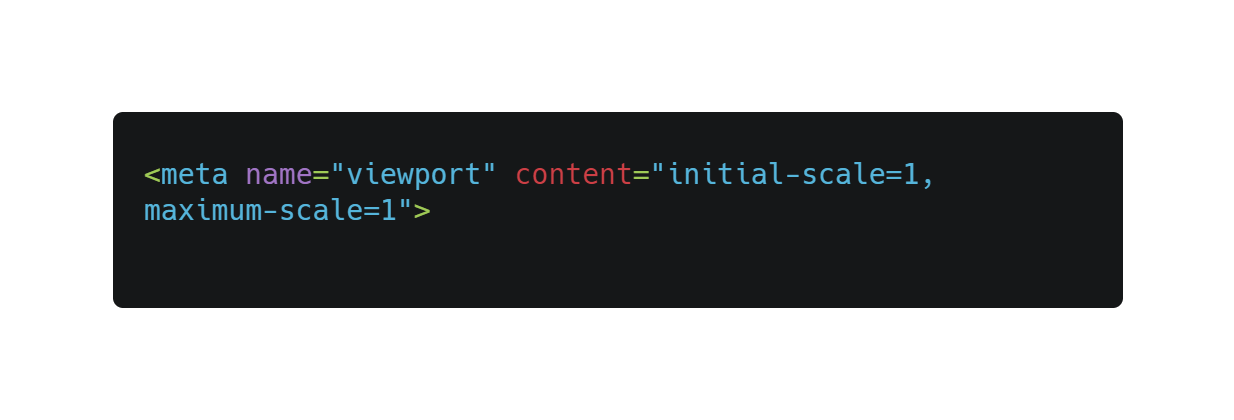 <meta name="viewport" content="initial-scale=1,
maximum-scale=1">